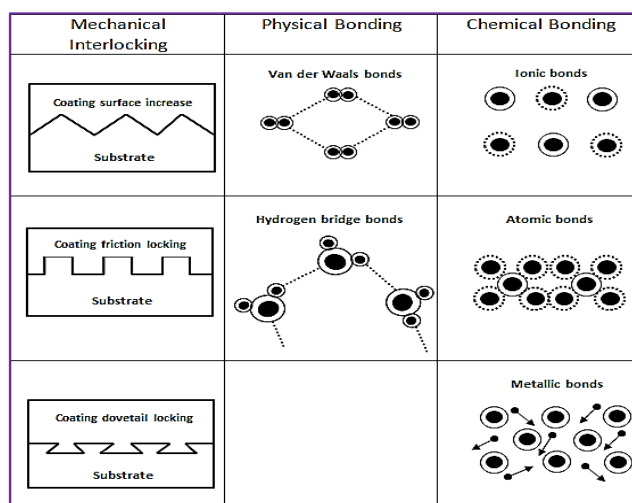 Mechanical
Interlocking
Physical Bonding
Chemical Bonding
Coating surface increase
Substrate
Van der Waals bonds
Ionic bonds
Coating friction locking
Substrate
Hydrogen bridge bonds
Atomic bonds
Coating dovetail locking
Substrate
Metallic bonds